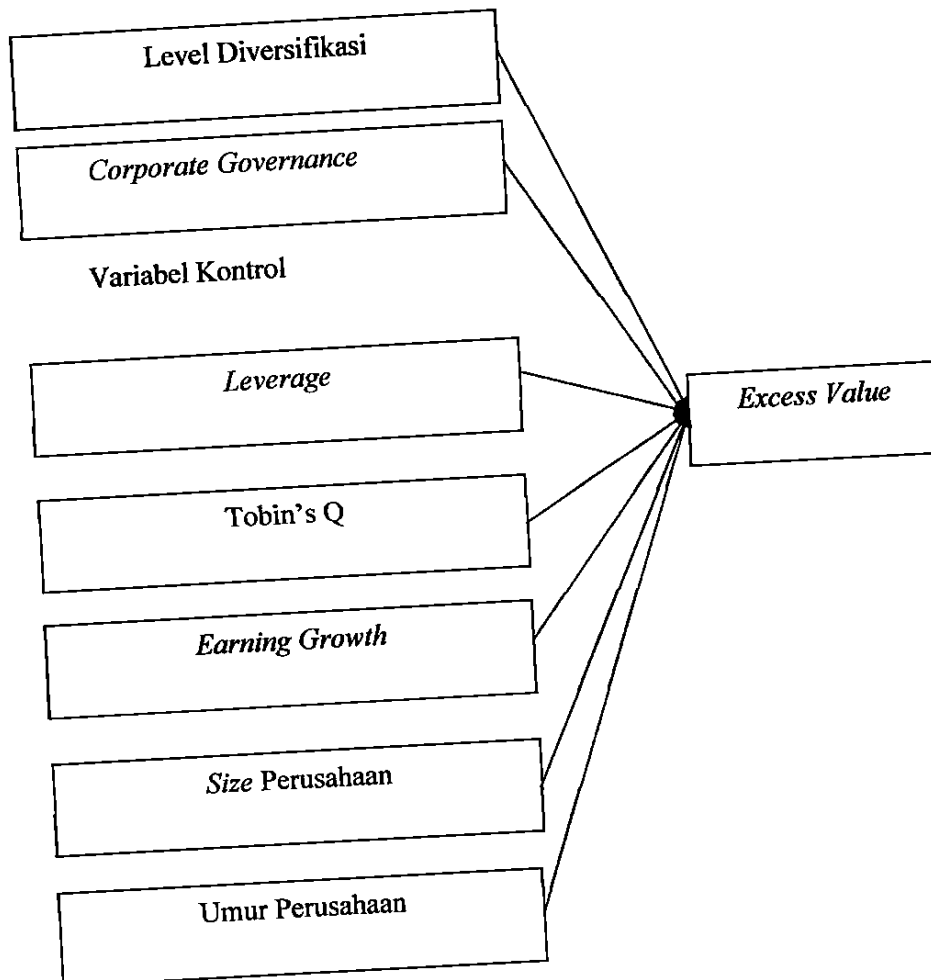 Level Diversifikasi
Corporate Governance
Variabel Kontrol
Leverage
Excess Value
Tobin's Q
Earning Growth
Size Perusahaan
Umur Perusahaan